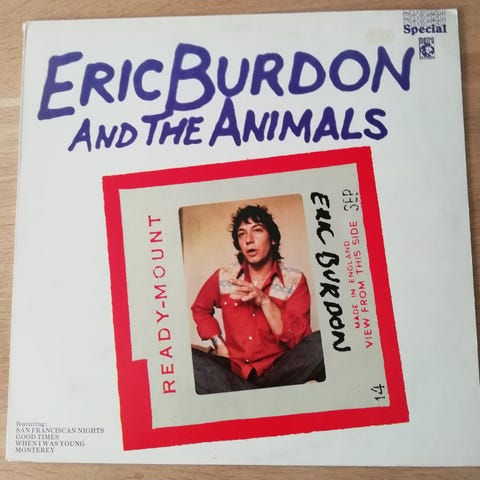 Special
metro
ERIC BURDON
AND THE ANIMALS
READY-MOUNT
ERIC BURDON
MADE IN ENGLAND
VIEW FROM THIS SIDE
SEP
14
featuring:
SAN FRANCISCAN NIGHTS
GOOD TIMES
WHEN I WAS YOUNG
MONTEREY